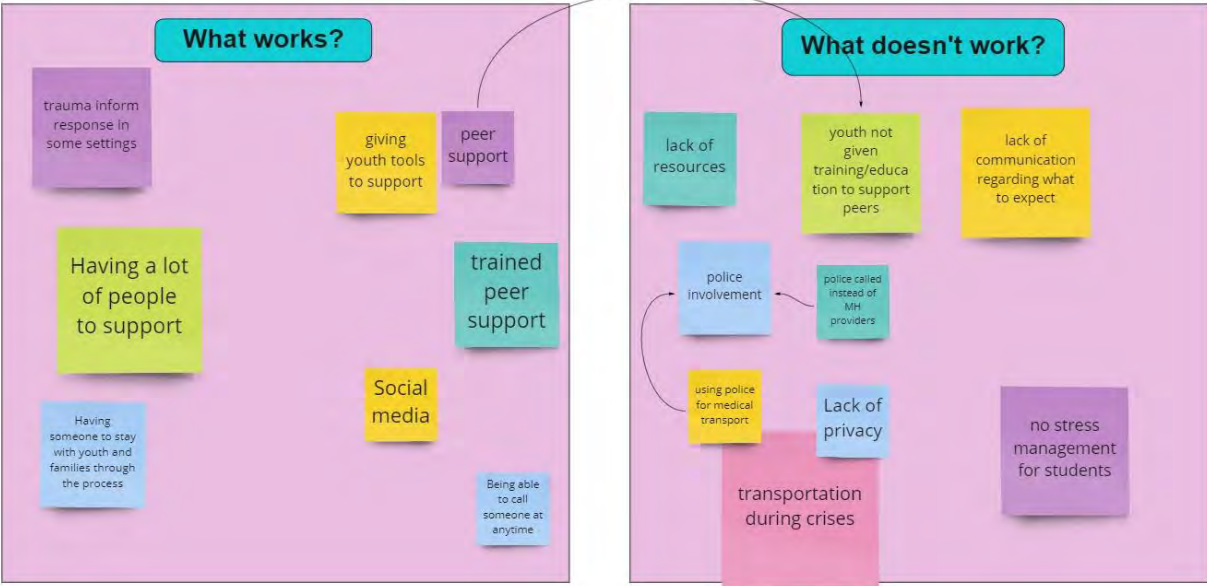 What works?
trauma inform
response in
some settings
giving
youth tools
to support
peer
support
Having a lot
of people
to support
trained
peer
support
Social
media
Having
someone to stay
with youth and
families through
the process
Being able
to call
someone at
anytime
What doesn't work?
lack of
resources
youth not
given
training/educa
tion to support
peers
lack of
communication
regarding what
to expect
police
involvement
police called
instead of
MH
providers
using police
for medical
transport
Lack of
privacy
no stress
management
for students
transportation
during crises